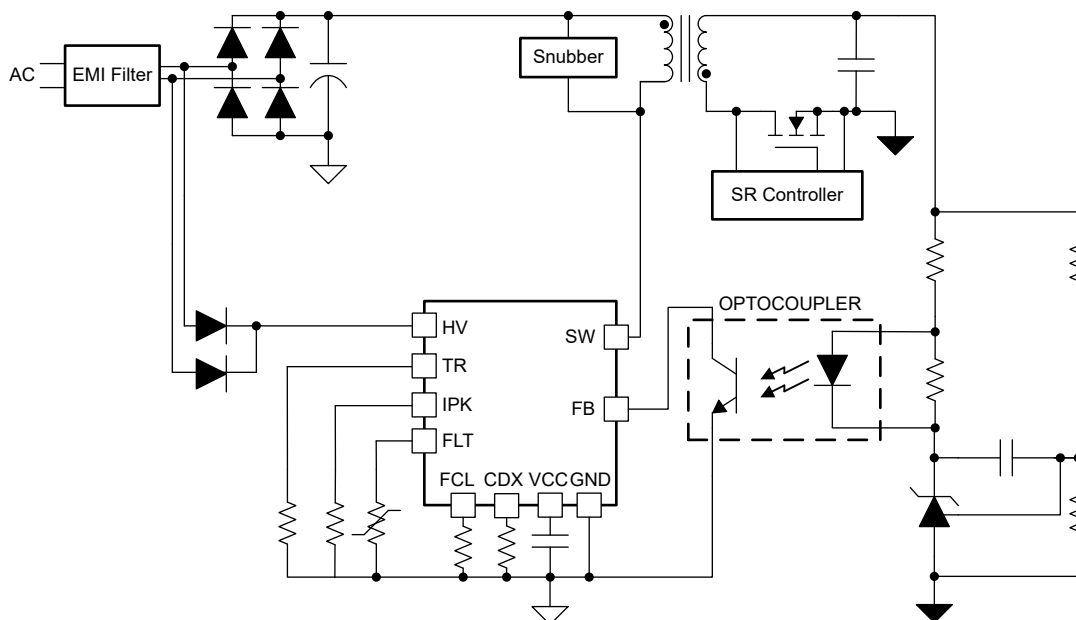 AC
EMI Filter
Snubber
SR Controller
OPTOCOUPLER
HV
TR
IPK
FLT
SW
FB
FCL CDX VCC GND